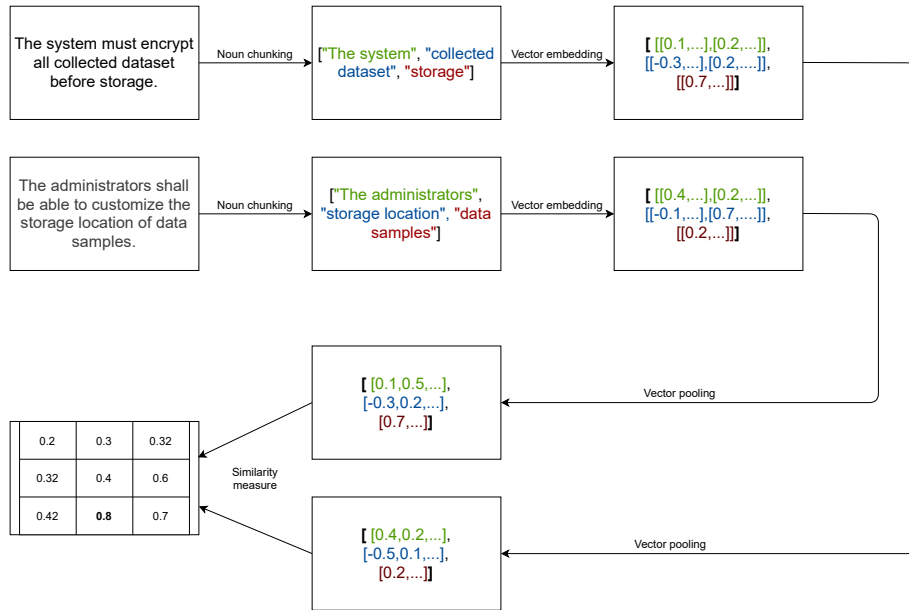 The system must encrypt
all collected dataset
before storage.
Noun chunking
["The system", "collected
dataset", "storage"]
Vector embedding
[ [[0.1,...],[0.2,...]],
[[-0.3,...],[0.2,....]],
[[0.7,...]]]
The administrators shall
be able to customize the
storage location of data
samples.
Noun chunking
["The administrators",
"storage location", "data
samples"]
Vector embedding
[ [[0.4,...],[0.2,...]],
[[-0.1,...],[0.7,....]],
[[0.2,...]]]
[ [0.1,0.5,...],
[-0.3,0.2,...],
[0.7,...]]
Vector pooling
0.2 0.3 0.32
0.32 0.4 0.6
0.42 0.8 0.7
Similarity
measure
[ [0.4,0.2,...],
[-0.5,0.1,...],
[0.2,...]]
Vector pooling